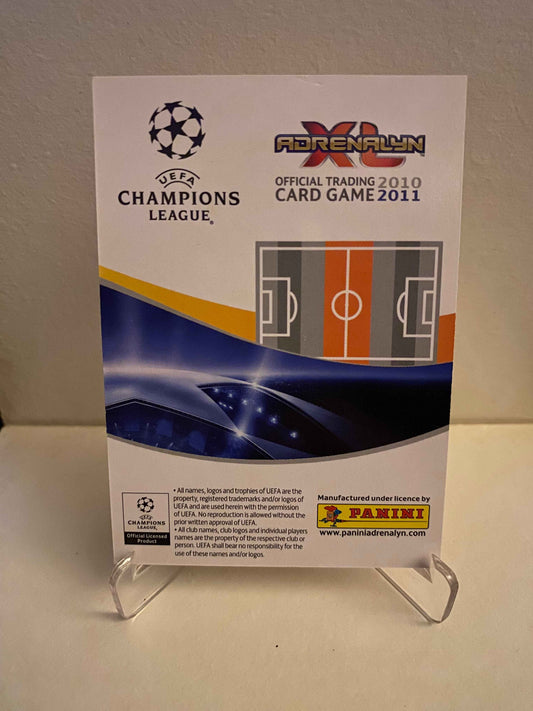 UEFA
CHAMPIONS
LEAGUE®
ADRENALYN XL
OFFICIAL TRADING 2010
CARD GAME 2011
• All names, logos and trophies of UEFA are the
property, registered trademarks and/or logos of
UEFA and are used herein with the permission
of UEFA. No reproduction is allowed without the
prior written approval of UEFA.
• All club names, club logos and individual players
names are the property of the respective club or
person. UEFA shall bear no responsibility for the
use of these names and/or logos.
UEFA
CHAMPIONS
LEAGUE
Official Licensed
Product
Manufactured under licence by
PANINI
www.paniniadrenalyn.com